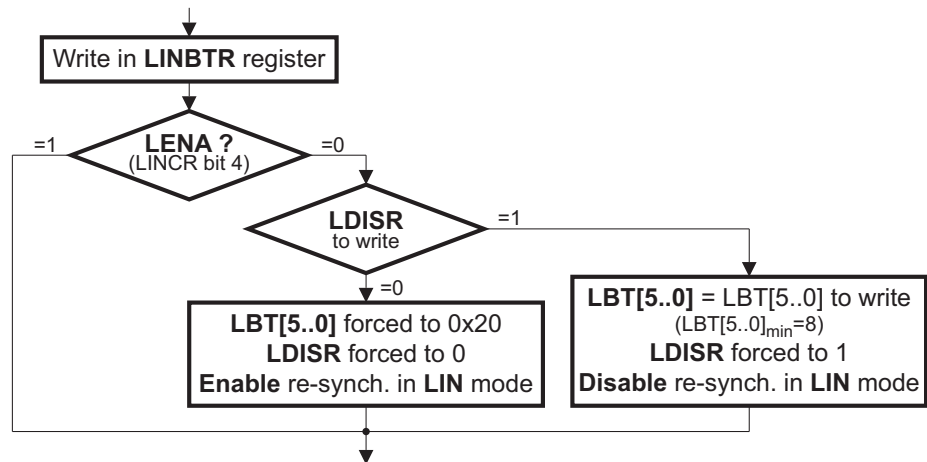 Write in LINBTR register
LENA ?
(LINCR bit 4)
=1
=0
LDISR
to write
=1
=0
LBT[5..0] forced to 0x20
LDISR forced to 0
Enable re-synch. in LIN mode
LBT[5..0] = LBT[5..0] to write
(LBT[5..0]min=8)
LDISR forced to 1
Disable re-synch. in LIN mode